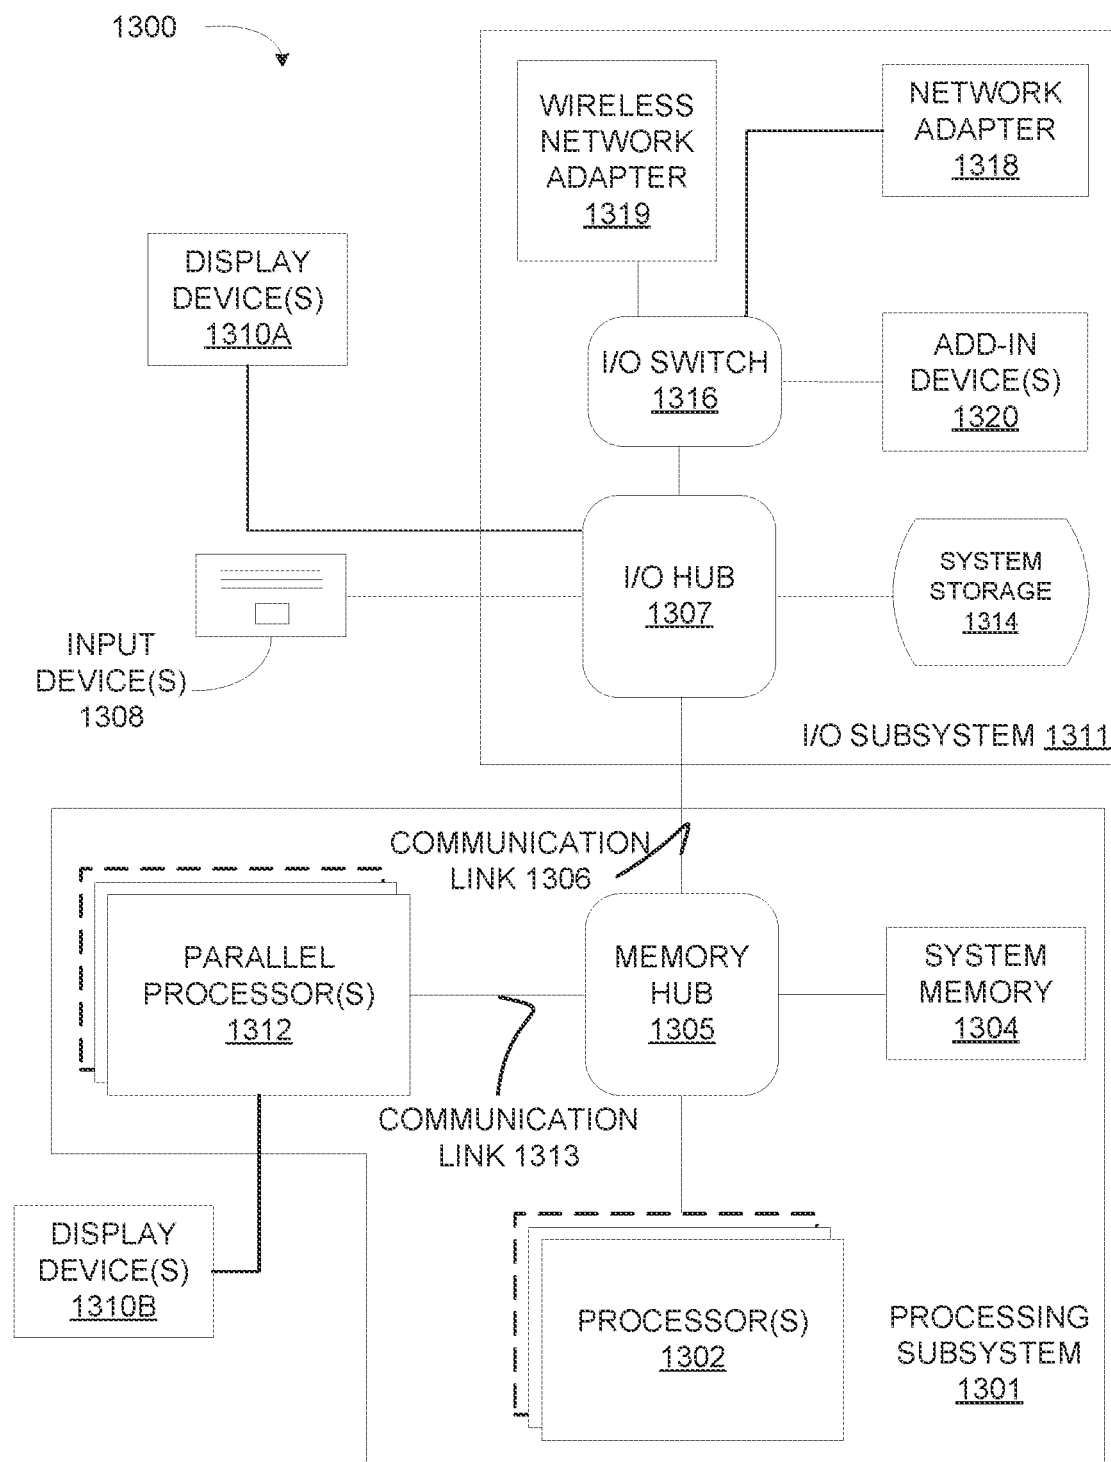 1300
WIRELESS
NETWORK
ADAPTER
1319
NETWORK
ADAPTER
1318
DISPLAY
DEVICE(S)
1310A
I/O SWITCH
1316
ADD-IN
DEVICE(S)
1320
I/O HUB
1307
SYSTEM
STORAGE
1314
INPUT
DEVICE(S)
1308
I/O SUBSYSTEM 1311
COMMUNICATION
LINK 1306
PARALLEL
PROCESSOR(S)
1312
MEMORY
HUB
1305
SYSTEM
MEMORY
1304
COMMUNICATION
LINK 1313
DISPLAY
DEVICE(S)
1310B
PROCESSOR(S)
1302
PROCESSING
SUBSYSTEM
1301